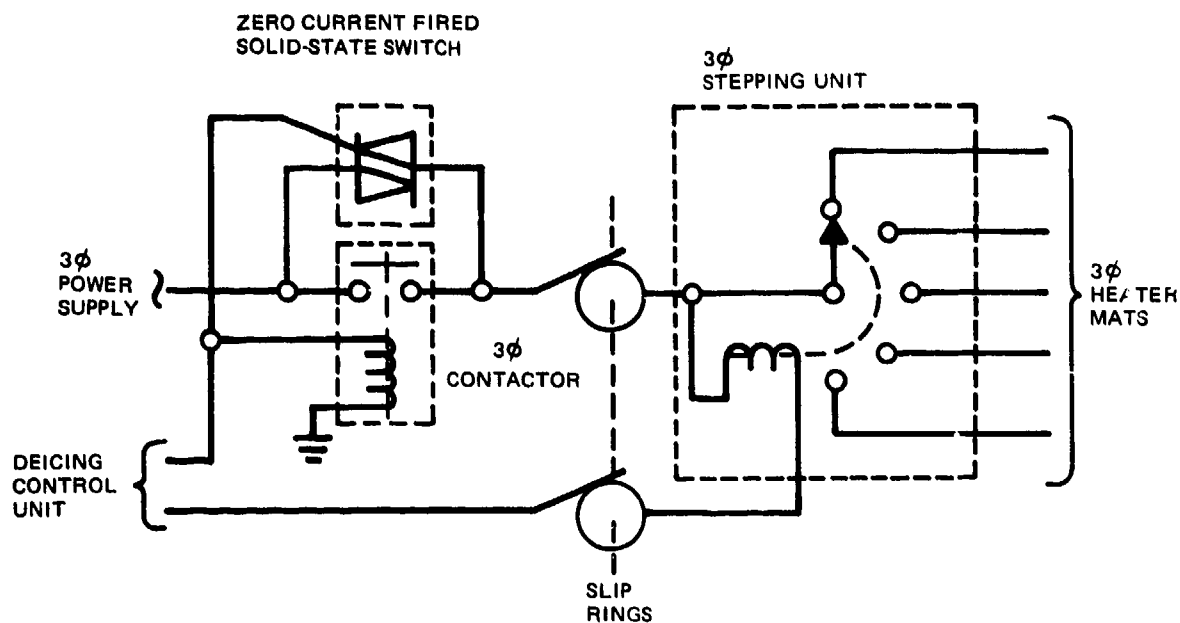 ZERO CURRENT FIRED
SOLID-STATE SWITCH
3ϕ
STEPPING UNIT
3ϕ
POWER
SUPPLY
3ϕ
CONTACTOR
3ϕ
HEATER
MATS
DEICING
CONTROL
UNIT
SLIP
RINGS